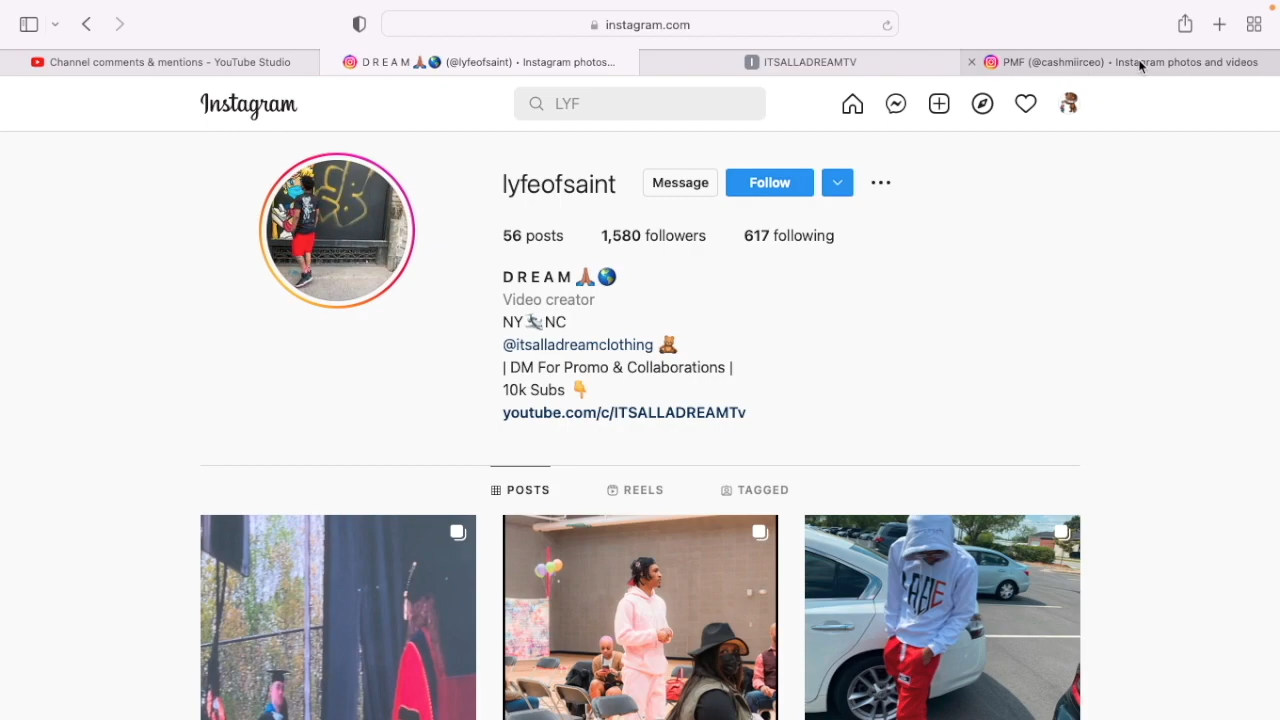 instagram.com
Channel comments & mentions - YouTube Studio
D R E A M 🙏🏽🌎 (@lyfeofsaint) • Instagram photos...
I ITSALLADREAMTV
PMF (@cashmiirceo) • Instagram photos and videos
Instagram
LYF
lyfeofsaint
Message
Follow
56 posts
1,580 followers
617 following
D R E A M 🙏🏽🌎
Video creator
NY🛩NC
@itsalladreamclothing 🧸
| DM For Promo & Collaborations |
10k Subs 👇
youtube.com/c/ITSALLADREAMTv
POSTS
REELS
TAGGED